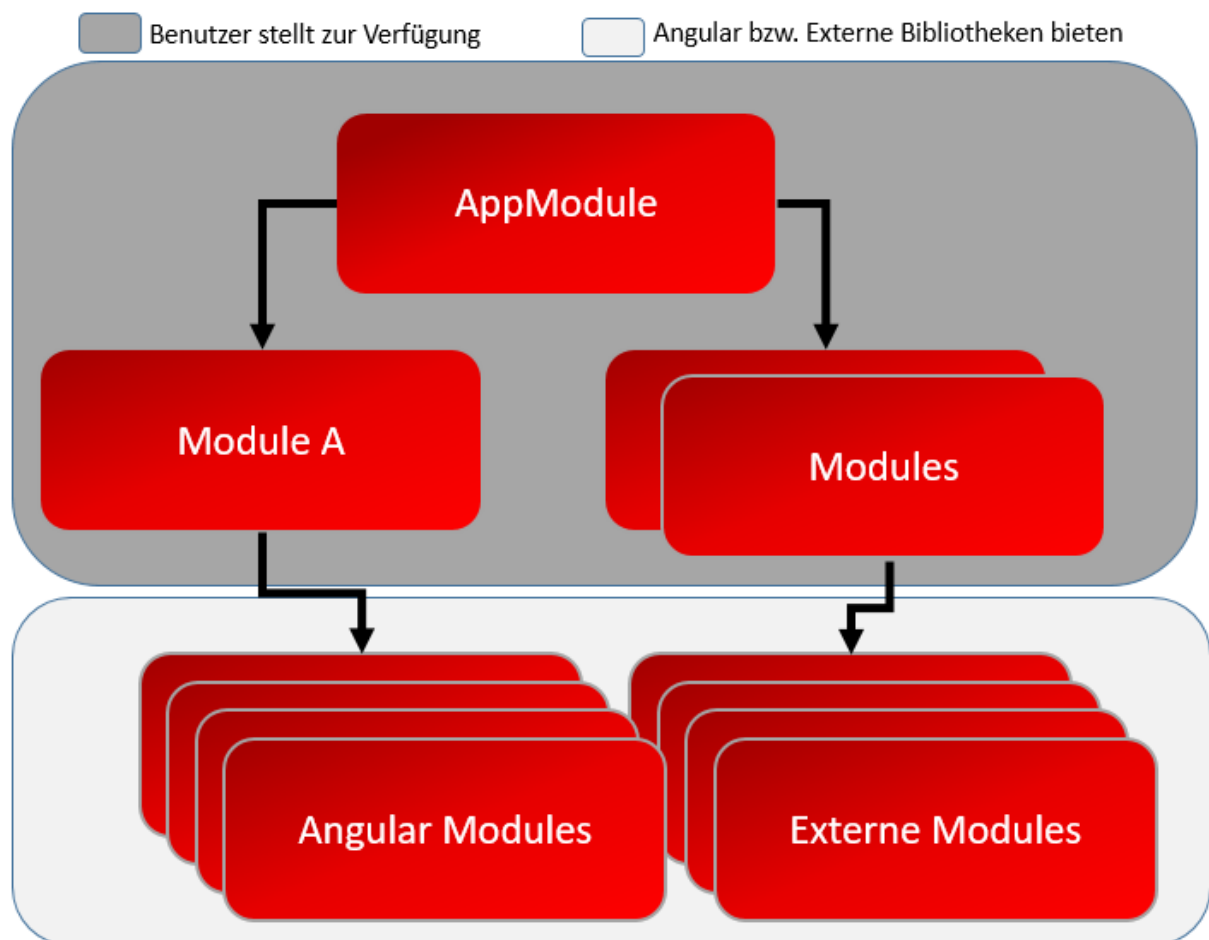 Benutzer stellt zur Verfügung
Angular bzw. Externe Bibliotheken bieten
AppModule
Module A
Modules
Angular Modules
Externe Modules